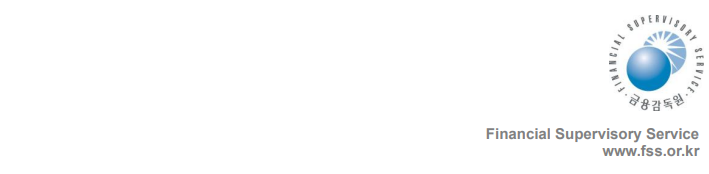 FINANCIAL SUPERVISORY SERVICE
·금융감독원·
Financial Supervisory Service
www.fss.or.kr